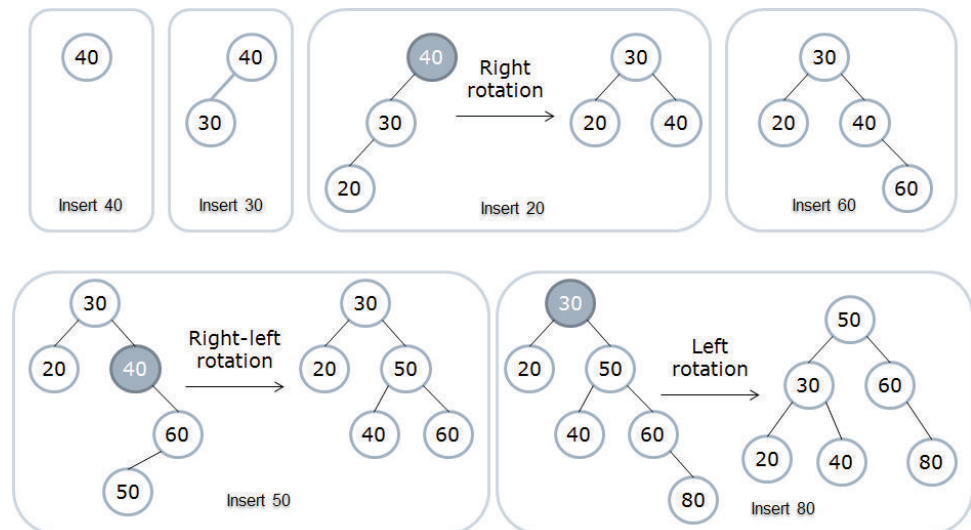 40
Insert 40
40
30
Insert 30
40
30
20
Right
rotation
30
20 40
Insert 20
30
20 40
60
Insert 60
30
20 40
60
50
Right-left
rotation
30
20 50
40 60
Insert 50
30
20 50
40 60
80
Left
rotation
50
30 60
20 40 80
Insert 80